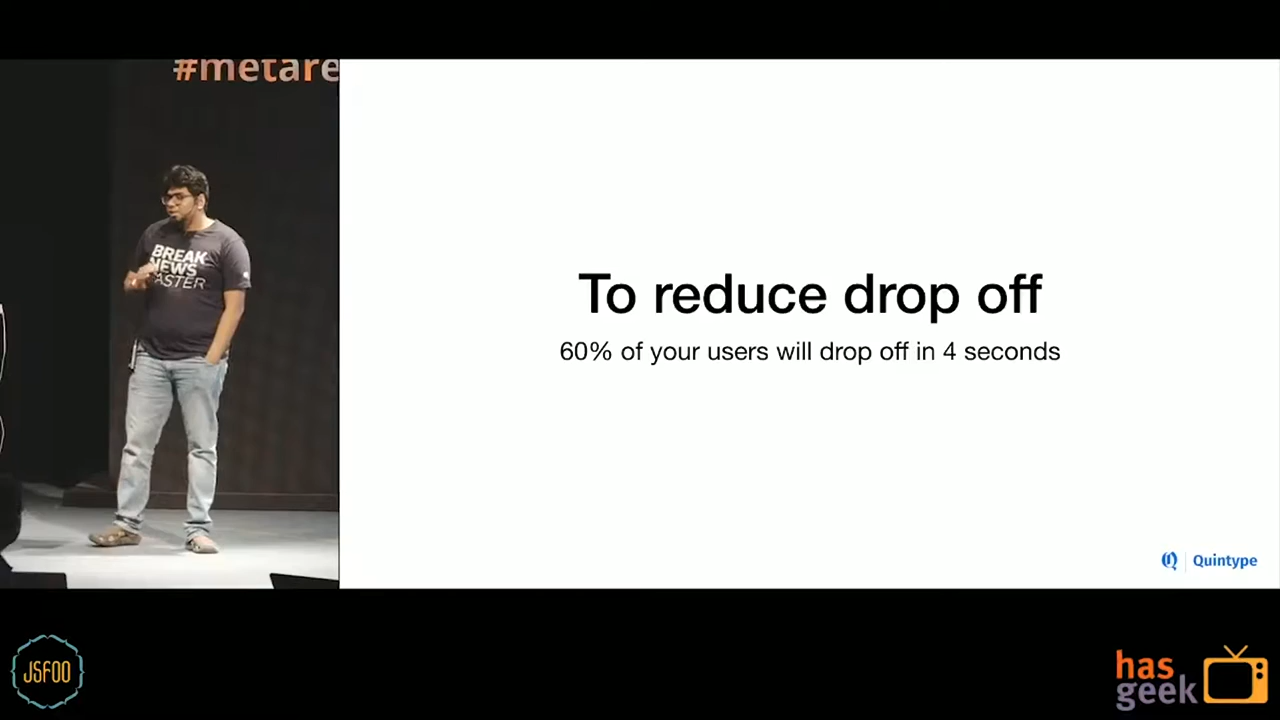 #metare
BREAK
NEWS
FASTER
To reduce drop off
60% of your users will drop off in 4 seconds
Quintype
JSFOO
has
geek